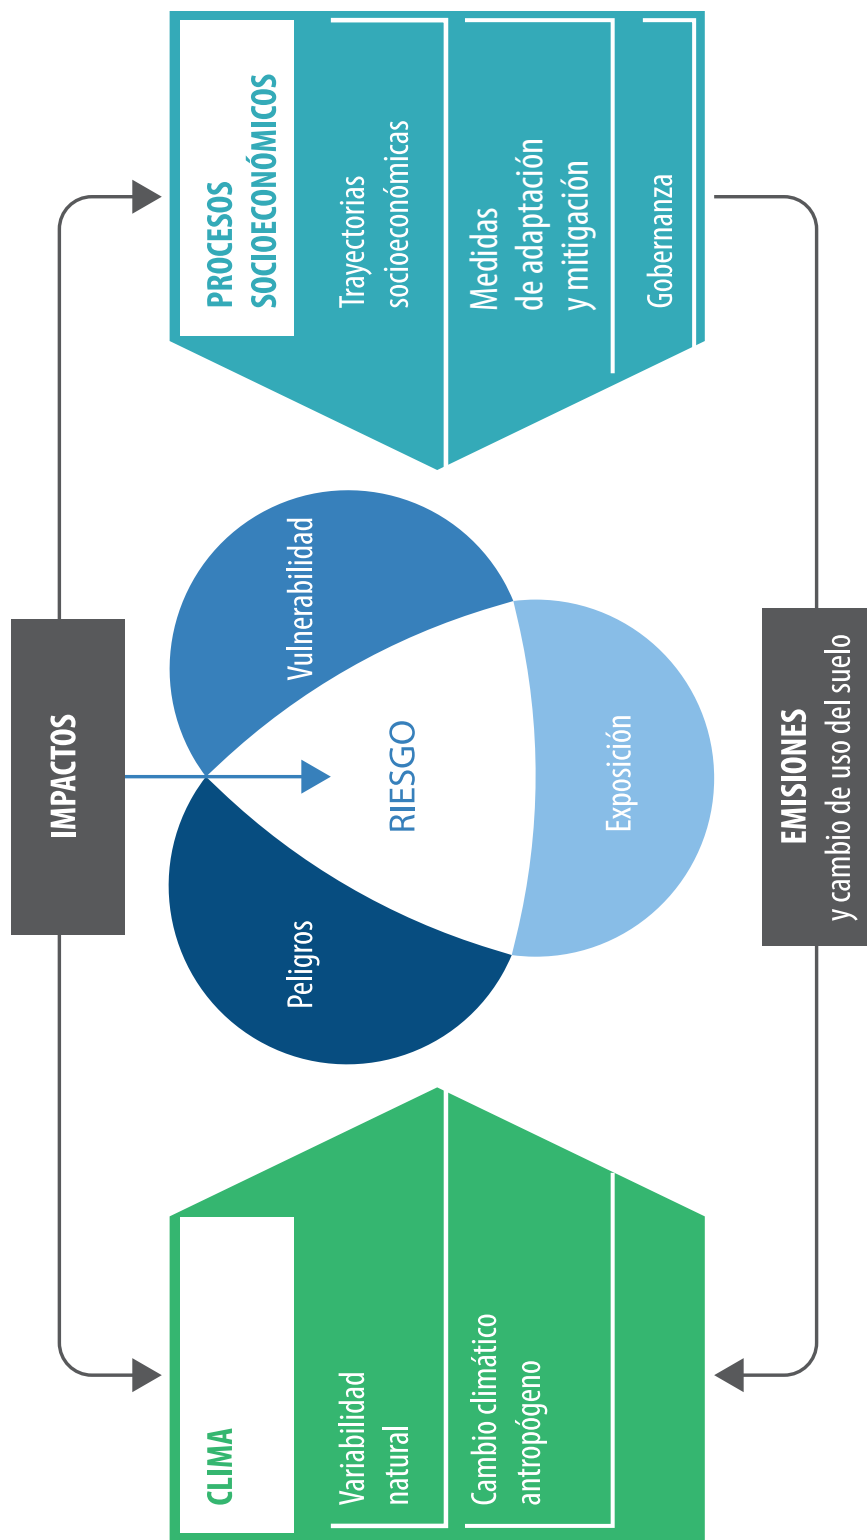 IMPACTOS
CLIMA
Variabilidad
natural
Cambio climático
antropógeno
Peligros
Vulnerabilidad
RIESGO
Exposición
PROCESOS
SOCIOECONÓMICOS
Trayectorias
socioeconómicas
Medidas
de adaptación
y mitigación
Gobernanza
EMISIONES
y cambio de uso del suelo